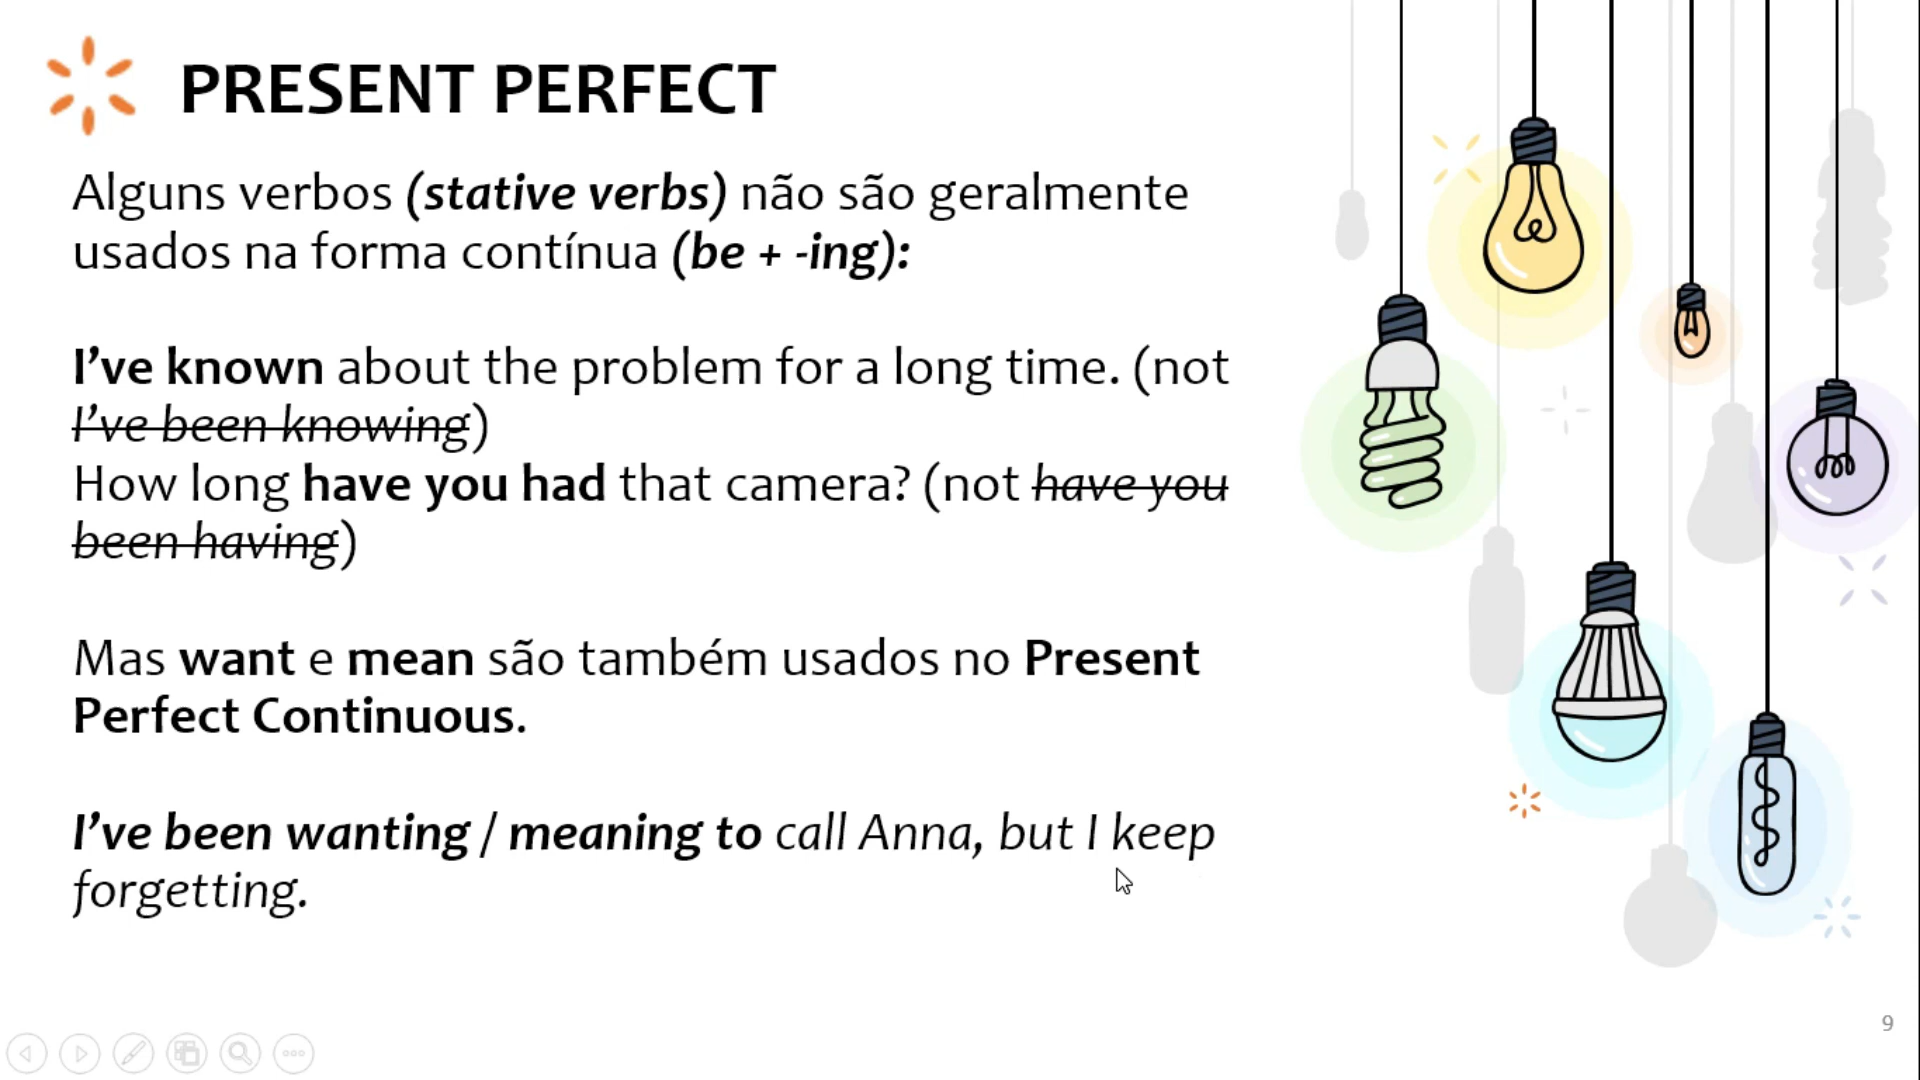 PRESENT PERFECT
Alguns verbos (stative verbs) não são geralmente
usados na forma contínua (be + -ing):
I've known about the problem for a long time. (not
I've been knowing)
How long have you had that camera? (not have you
been having)
Mas want e mean são também usados no Present
Perfect Continuous.
I've been wanting / meaning to call Anna, but I keep
forgetting.
9